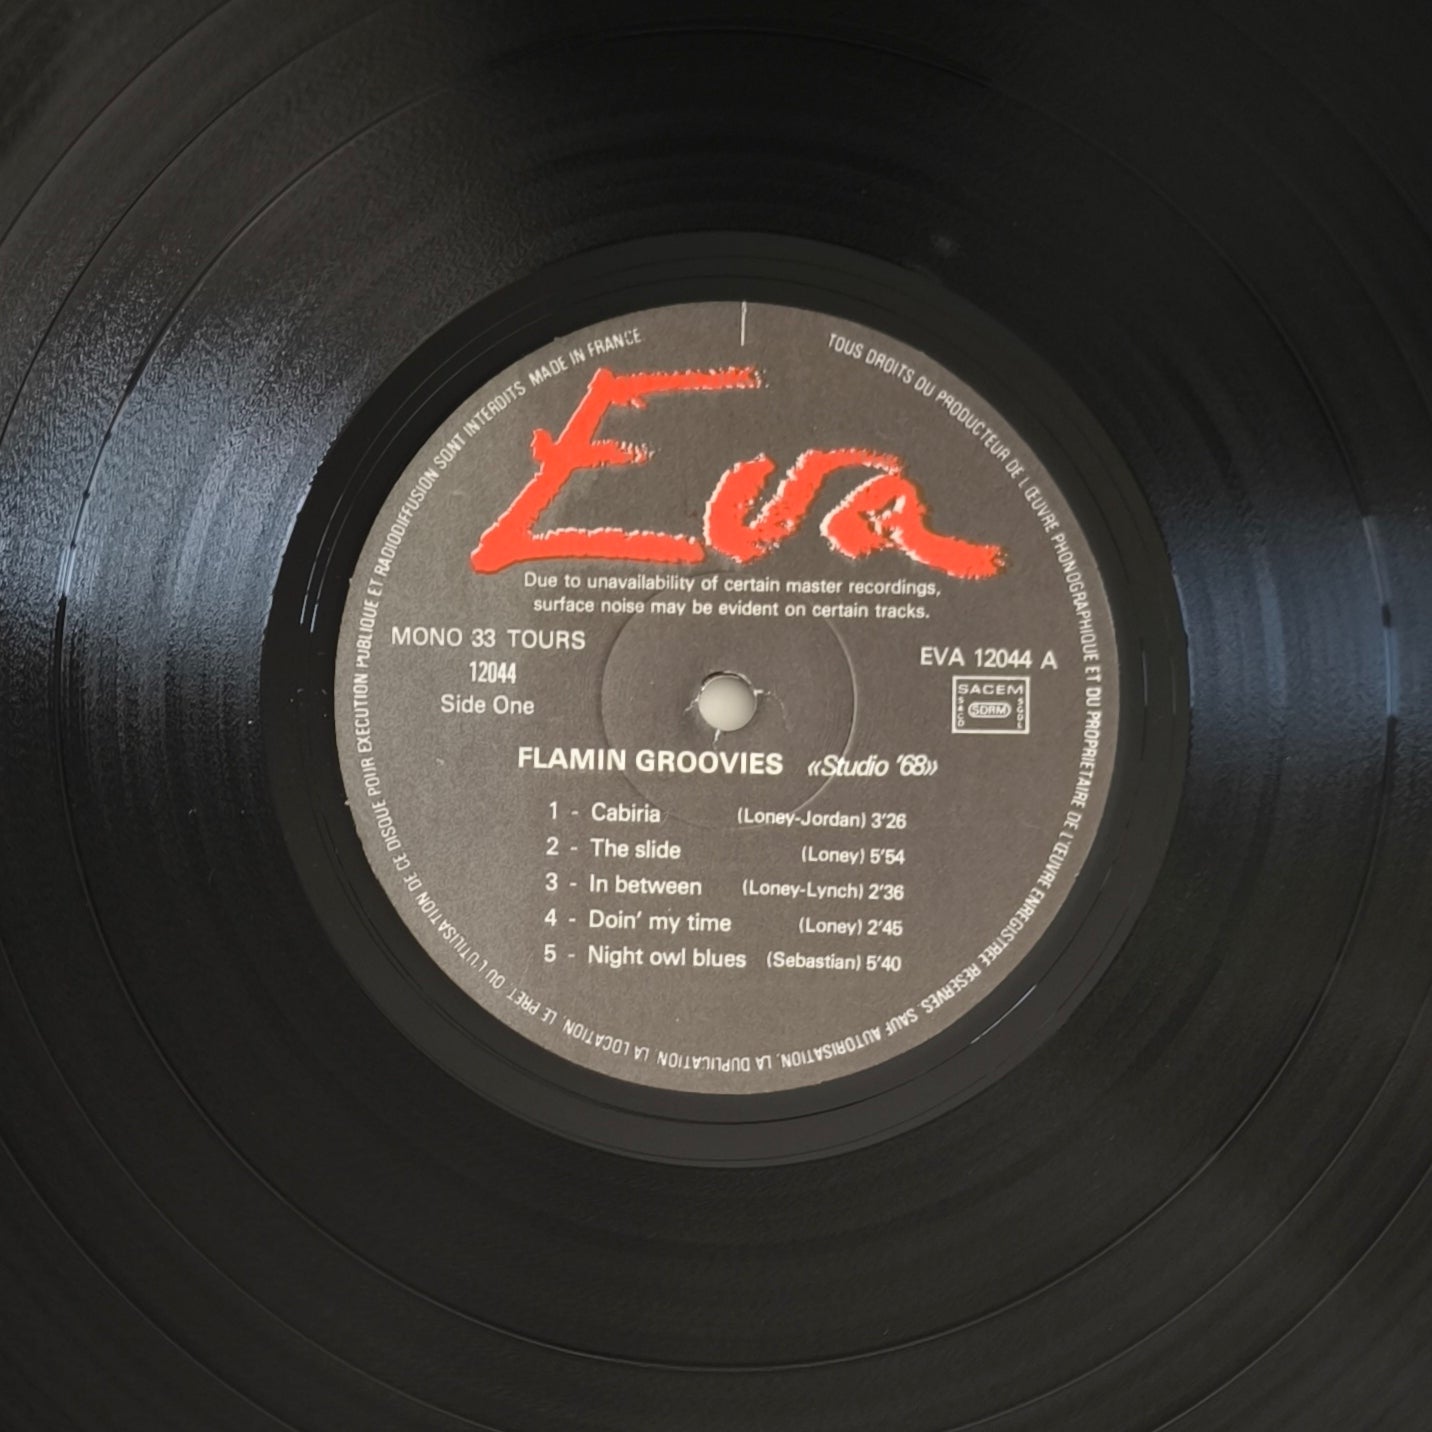 TOUS DROITS DU PRODUCTEUR DE L'ŒUVRE PHONOGRAPHIQUE ET DU PROPRIETAIRE DE L'ŒUVRE ENREGISTREE RESERVES. SAUF AUTORISATION, LA DUPLICATION, LA LOCATION, LE PRET, OU L'UTILISATION DE CE DISQUE POUR EXECUTION PUBLIQUE ET RADIODIFFUSION SONT INTERDITS. MADE IN FRANCE
Eva
Due to unavailability of certain master recordings,
surface noise may be evident on certain tracks.
MONO 33 TOURS
12044
Side One
EVA 12044 A
SACEM
SACD
SDRM
SGDL
FLAMIN GROOVIES «Studio '68»
1 - Cabiria (Loney-Jordan) 3'26
2 - The slide (Loney) 5'54
3 - In between (Loney-Lynch) 2'36
4 - Doin' my time (Loney) 2'45
5 - Night owl blues (Sebastian) 5'40